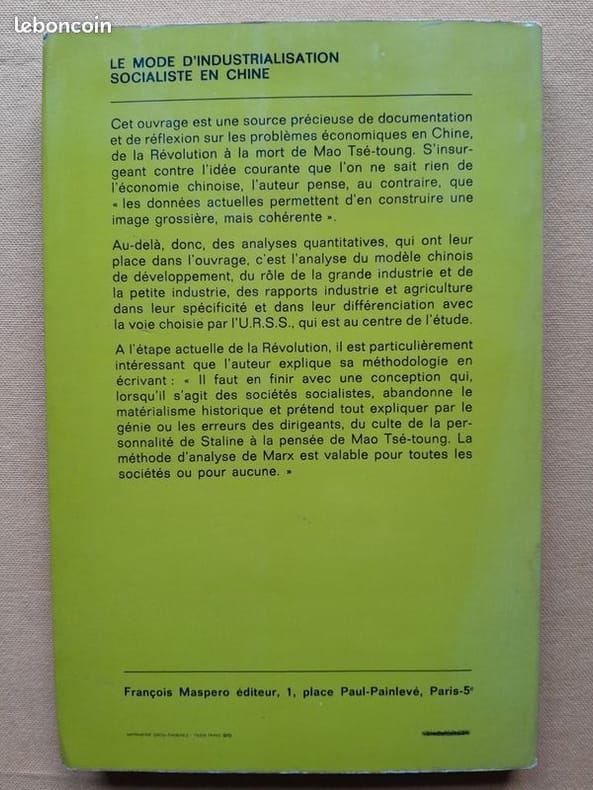 leboncoin
LE MODE D'INDUSTRIALISATION
SOCIALISTE EN CHINE
Cet ouvrage est une source précieuse de documentation
et de réflexion sur les problèmes économiques en Chine,
de la Révolution à la mort de Mao Tsé-toung. S'insur-
geant contre l'idée courante que l'on ne sait rien de
l'économie chinoise, l'auteur pense, au contraire, que
« les données actuelles permettent d'en construire une
image grossière, mais cohérente ».
Au-delà, donc, des analyses quantitatives, qui ont leur
place dans l'ouvrage, c'est l'analyse du modèle chinois
de développement, du rôle de la grande industrie et de
la petite industrie, des rapports industrie et agriculture
dans leur spécificité et dans leur différenciation avec
la voie choisie par l'U.R.S.S., qui est au centre de l'étude.
A l'étape actuelle de la Révolution, il est particulièrement
intéressant que l'auteur explique sa méthodologie en
écrivant : « Il faut en finir avec une conception qui,
lorsqu'il s'agit des sociétés socialistes, abandonne le
matérialisme historique et prétend tout expliquer par le
génie ou les erreurs des dirigeants, du culte de la per-
sonnalité de Staline à la pensée de Mao Tsé-toung. La
méthode d'analyse de Marx est valable pour toutes les
sociétés ou pour aucune. »
François Maspero éditeur, 1, place Paul-Painlevé, Paris-5e